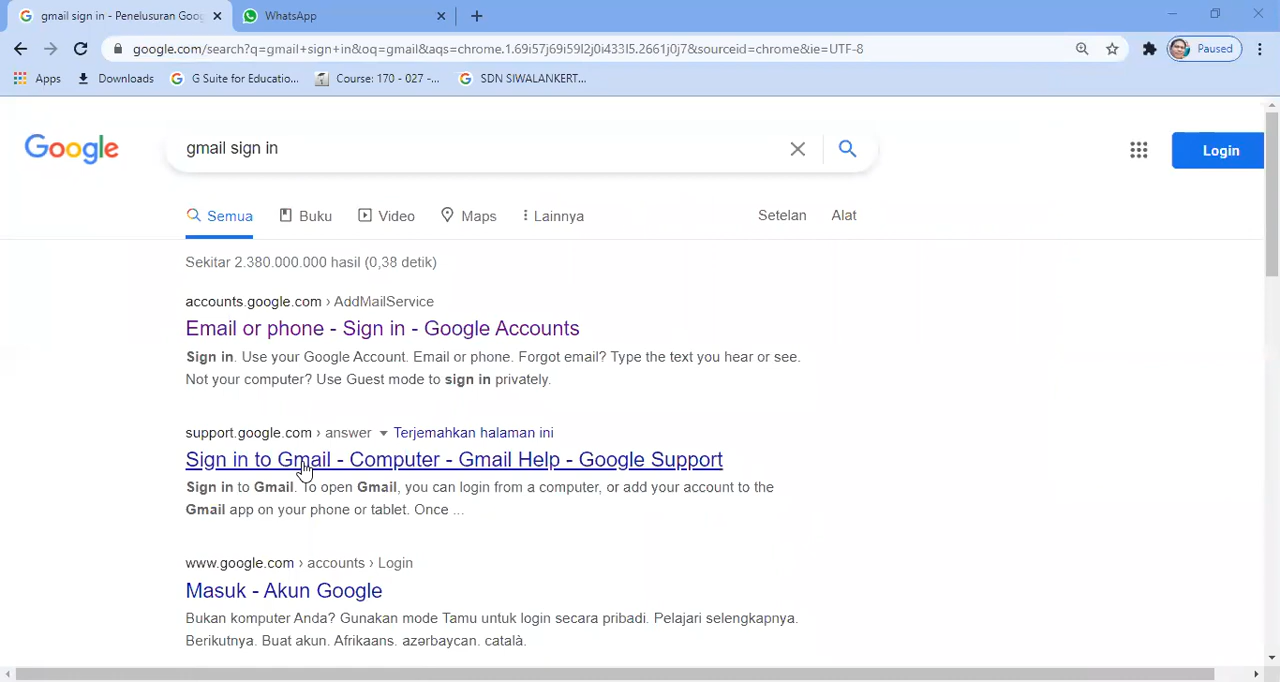 gmail sign in - Penelusuran Goo
WhatsApp
google.com/search?q=gmail+sign+in&oq=gmail&aqs=chrome.1.69i57j69i59l2j0i433l5.2661j0j7&sourceid=chrome&ie=UTF-8
Paused
Apps Downloads G Suite for Educatio... Course: 170 - 027 -... SDN SIWALANKERT...
Google
gmail sign in
Login
Semua Buku Video Maps Lainnya Setelan Alat
Sekitar 2.380.000.000 hasil (0,38 detik)
accounts.google.com › AddMailService
Email or phone - Sign in - Google Accounts
Sign in. Use your Google Account. Email or phone. Forgot email? Type the text you hear or see.
Not your computer? Use Guest mode to sign in privately.
support.google.com › answer Terjemahkan halaman ini
Sign in to Gmail - Computer - Gmail Help - Google Support
Sign in to Gmail. To open Gmail, you can login from a computer, or add your account to the
Gmail app on your phone or tablet. Once ...
www.google.com › accounts › Login
Masuk - Akun Google
Bukan komputer Anda? Gunakan mode Tamu untuk login secara pribadi. Pelajari selengkapnya.
Berikutnya. Buat akun. Afrikaans. azərbaycan. català.